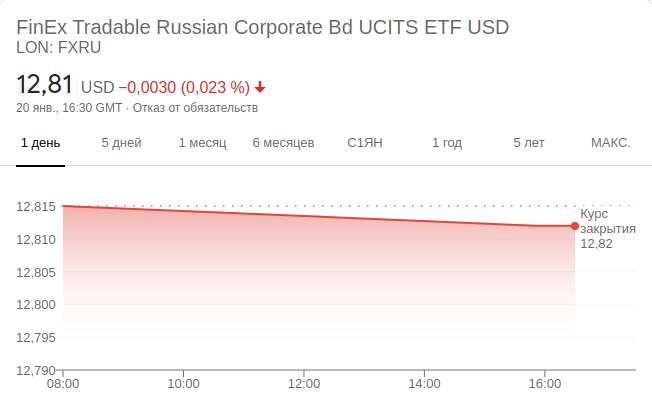 FinEx Tradable Russian Corporate Bd UCITS ETF USD
LON: FXRU
12,81 USD −0,0030 (0,023 %)
20 янв., 16:30 GMT · Отказ от обязательств
1 день 5 дней 1 месяц 6 месяцев С1ЯН 1 год 5 лет МАКС.
12,815
12,810
12,805
12,800
12,795
12,790
Курс
закрытия
12,82
08:00 10:00 12:00 14:00 16:00